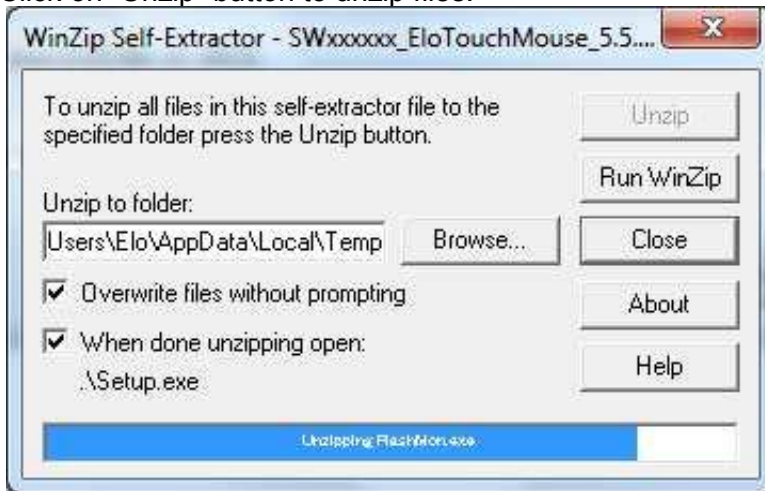 Click on "Unzip" button to unzip files.
WinZip Self-Extractor - SWxxxxxx_EloTouchMouse_5.5....
To unzip all files in this self-extractor file to the
specified folder press the Unzip button.
Unzip
Run WinZip
Unzip to folder:
Users\Elo\AppData\Local\Temp
Browse...
Close
Overwrite files without prompting
About
When done unzipping open:
.\Setup.exe
Help
Unzipping FlashMon.exe